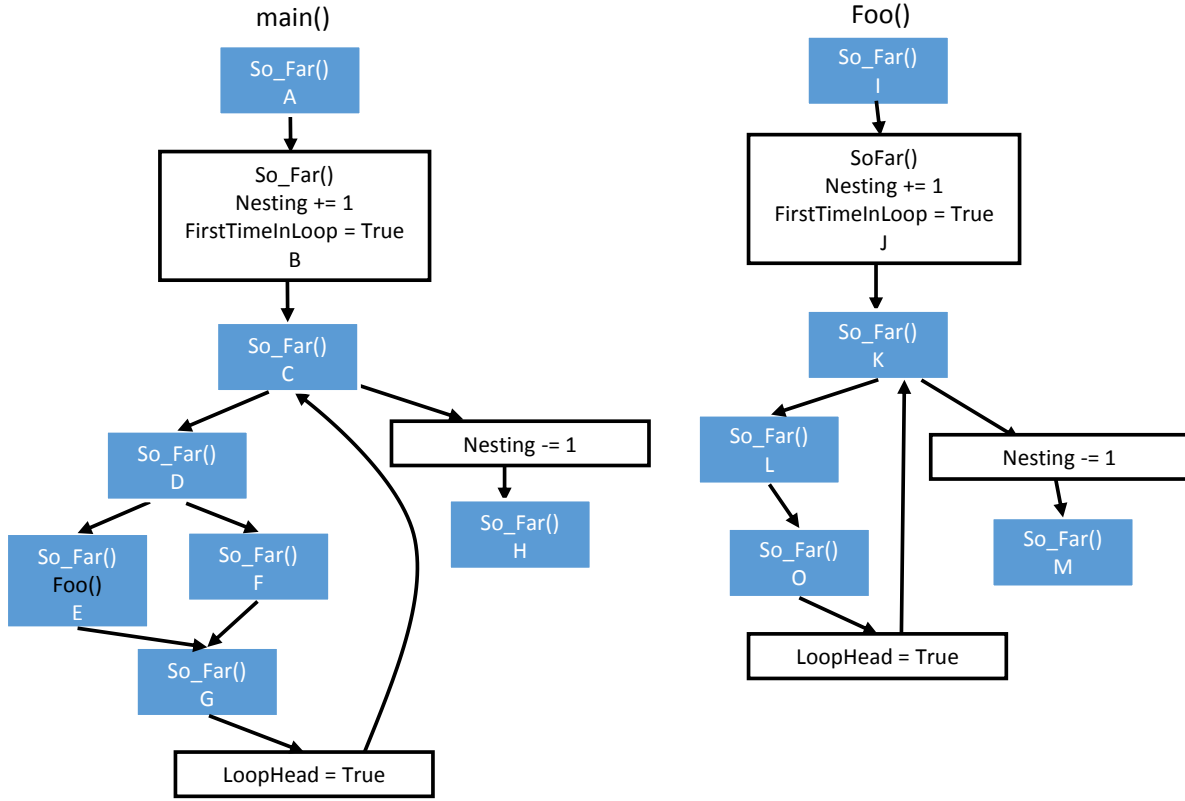 main()
So_Far()
A
So_Far()
Nesting += 1
FirstTimeInLoop = True
B
So_Far()
C
Nesting -= 1
So_Far()
D
So_Far()
H
So_Far()
Foo()
E
So_Far()
F
So_Far()
G
LoopHead = True
Foo()
So_Far()
I
SoFar()
Nesting += 1
FirstTimeInLoop = True
J
So_Far()
K
So_Far()
L
Nesting -= 1
So_Far()
M
So_Far()
O
LoopHead = True